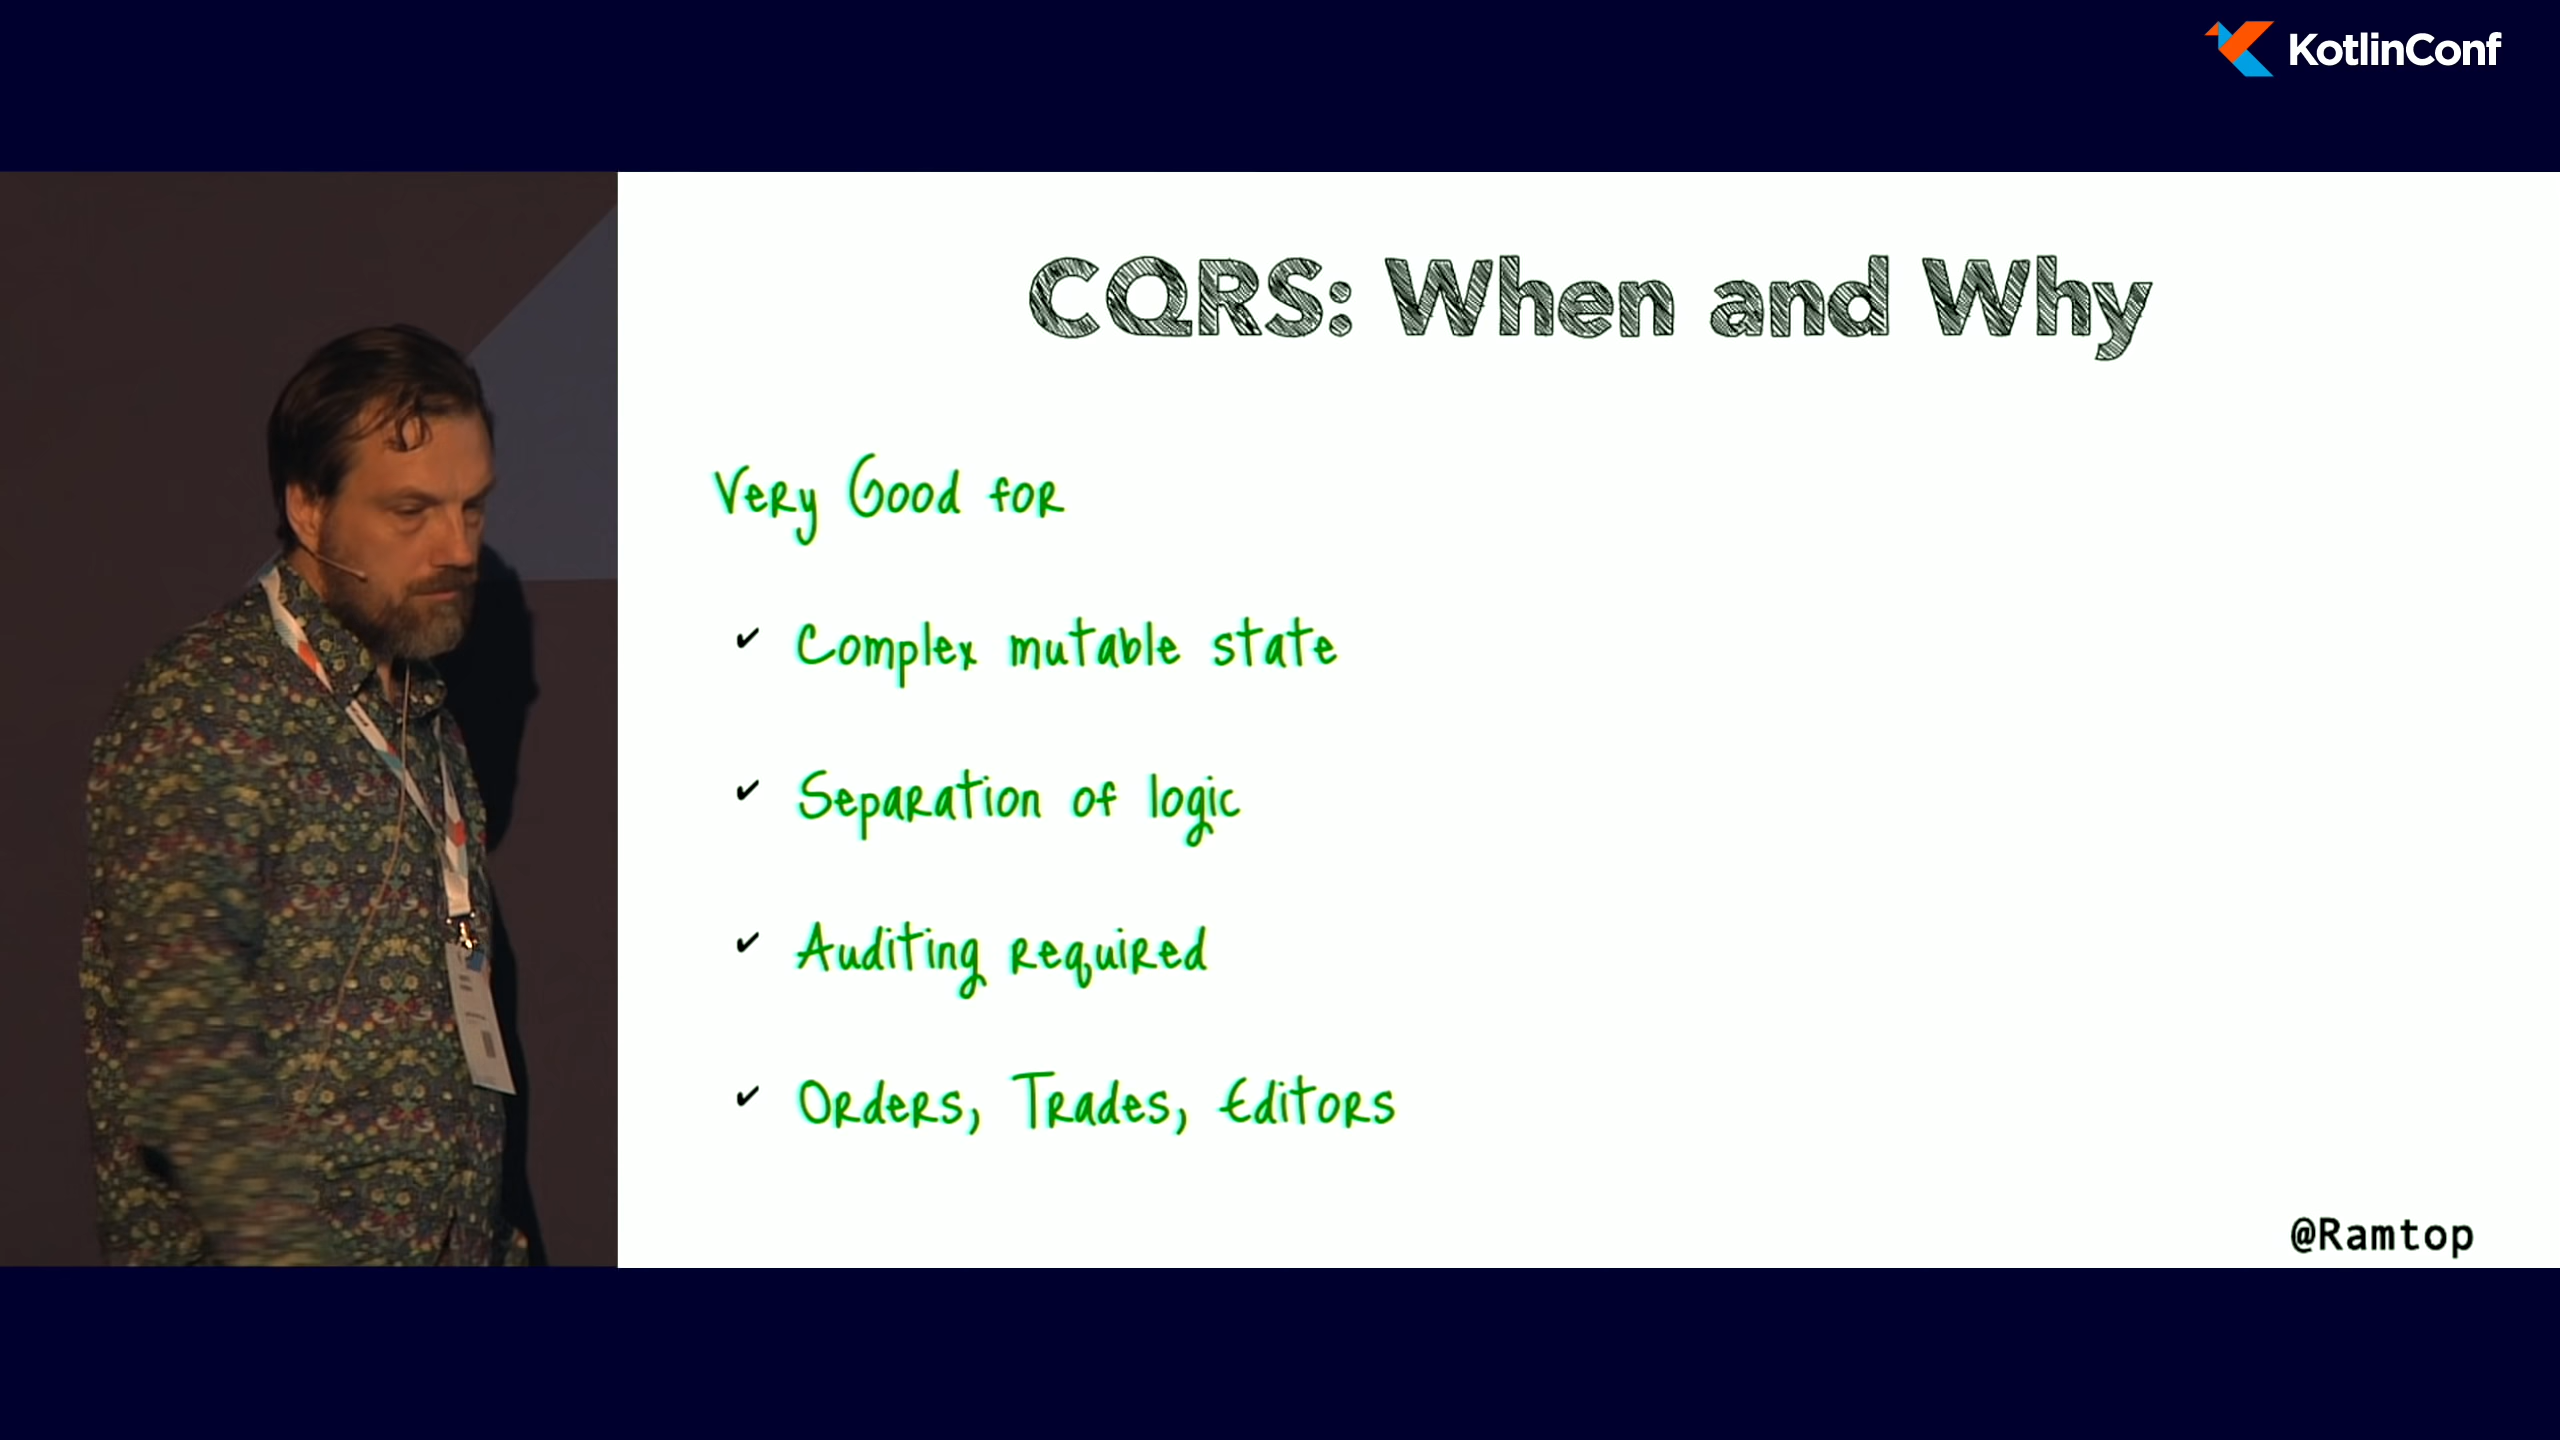 KotlinConf
CQRS: When and Why
Very Good for
✔ Complex mutable state
✔ Separation of logic
✔ Auditing required
✔ Orders, Trades, Editors
@Ramtop